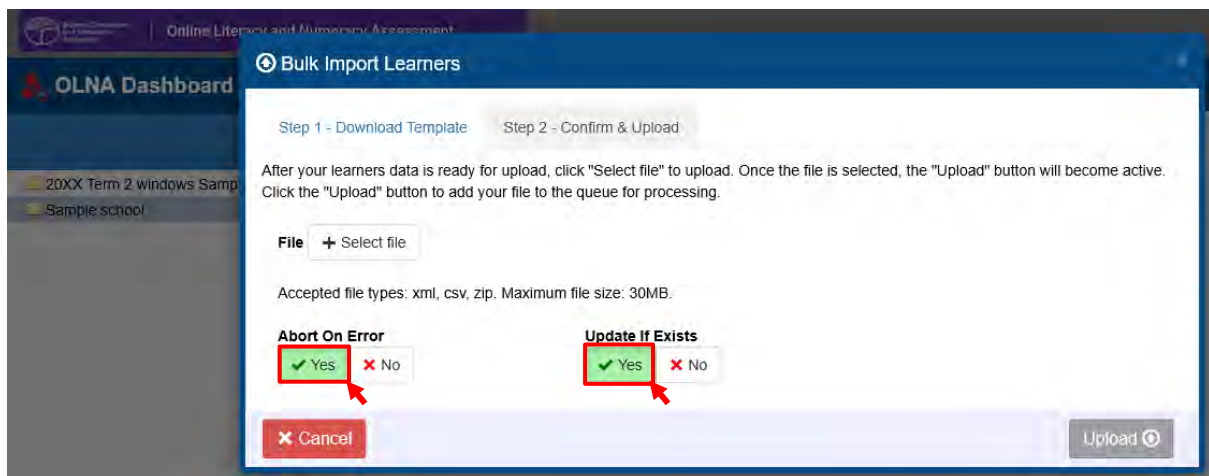 Online Literacy and Numeracy Assessment
OLNA Dashboard
20XX Term 2 windows Samp
Sample school
Bulk Import Learners
Step 1 - Download Template Step 2 - Confirm & Upload
After your learners data is ready for upload, click "Select file" to upload. Once the file is selected, the "Upload" button will become active.
Click the "Upload" button to add your file to the queue for processing.
File + Select file
Accepted file types: xml, csv, zip. Maximum file size: 30MB.
Abort On Error Update If Exists
Yes No Yes No
Cancel Upload